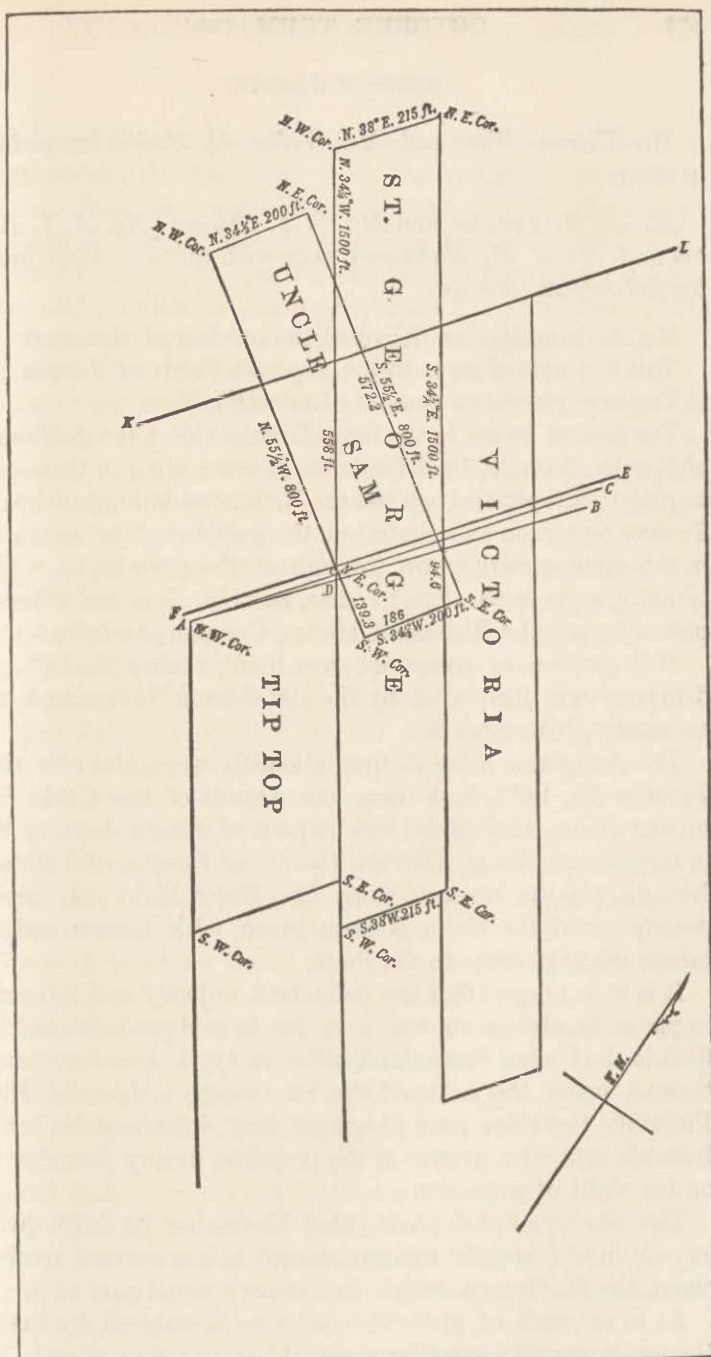 N. 38° E. 215 ft.
N. W. Cor.
N. E. Cor.
N. 34¼° W. 1500 ft.
ST. GEORGE
N. E. Cor.
N. 34½° E. 200 ft.
N. W. Cor.
L
UNCLE SAM
S. 34¼° E. 1500 ft.
S. 55½° E. 800 ft.
572.2
K
558 ft.
N. 55½° W. 800 ft.
VICTORIA
E
C
B
94.6
N. E. Cor.
D
F
A
N. W. Cor.
139.3
186
S. E. Cor.
S. 34½° W. 200 ft.
S. W. Cor.
TIP TOP
S. E. Cor.
S. E. Cor.
S. 38 W. 215 ft.
S. W. Cor.
S. W. Cor.